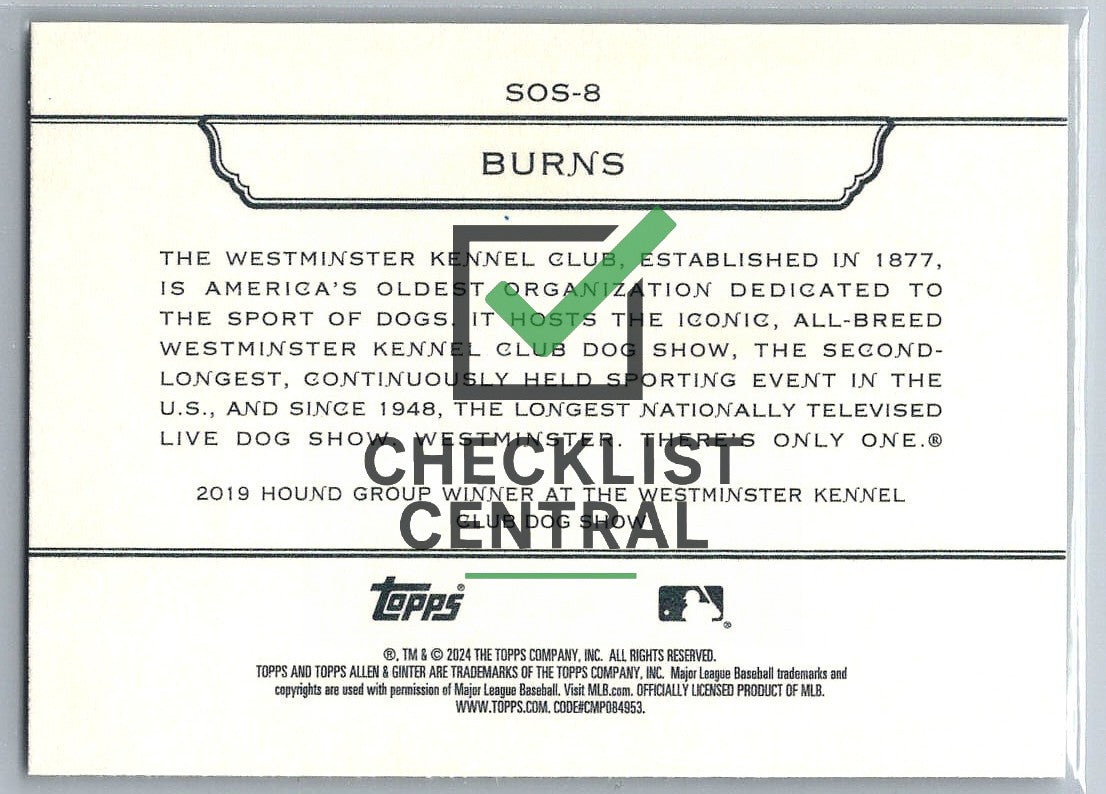 SOS-8
BURNS
THE WESTMINSTER KENNEL CLUB, ESTABLISHED IN 1877,
IS AMERICA'S OLDEST ORGANIZATION DEDICATED TO
THE SPORT OF DOGS. IT HOSTS THE ICONIC, ALL-BREED
WESTMINSTER KENNEL CLUB DOG SHOW, THE SECOND-
LONGEST, CONTINUOUSLY HELD SPORTING EVENT IN THE
U.S., AND SINCE 1948, THE LONGEST NATIONALLY TELEVISED
LIVE DOG SHOW. WESTMINSTER. THERE'S ONLY ONE.®
CHECKLIST
2019 HOUND GROUP WINNER AT THE WESTMINSTER KENNEL
CLUB DOG SHOW
CENTRAL
Topps®
®
®, TM & © 2024 THE TOPPS COMPANY, INC. ALL RIGHTS RESERVED.
TOPPS AND TOPPS ALLEN & GINTER ARE TRADEMARKS OF THE TOPPS COMPANY, INC. Major League Baseball trademarks and
copyrights are used with permission of Major League Baseball. Visit MLB.com. OFFICIALLY LICENSED PRODUCT OF MLB.
WWW.TOPPS.COM. CODE#CMP084953.